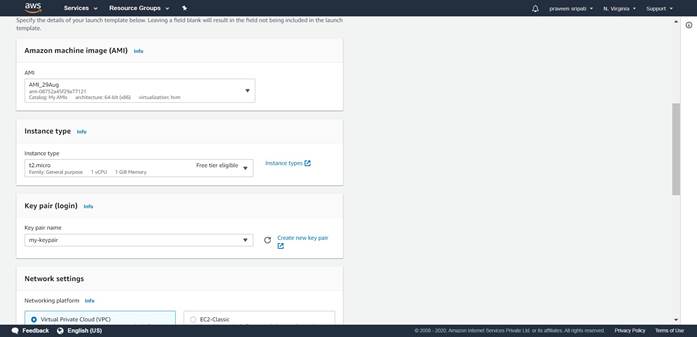 aws
Services Resource Groups praveen sripati N. Virginia Support
Specify the details of your launch template below. Leaving a field blank will result in the field not being included in the launch
template.
Amazon machine image (AMI) Info
AMI
AMI_29Aug
Catalog: My AMIs architecture: 64-bit (x86) virtualization: hvm
Instance type Info
Instance type
t2.micro Free tier eligible Instance types
Family: General purpose 1 vCPU 1 GiB Memory
Key pair (login) Info
Key pair name
my-keypair Create new key pair
Network settings
Networking platform Info
Virtual Private Cloud (VPC) EC2-Classic
Feedback English (US) © 2008 - 2020, Amazon Internet Services Private Ltd. or its affiliates. All rights reserved. Privacy Policy Terms of Use